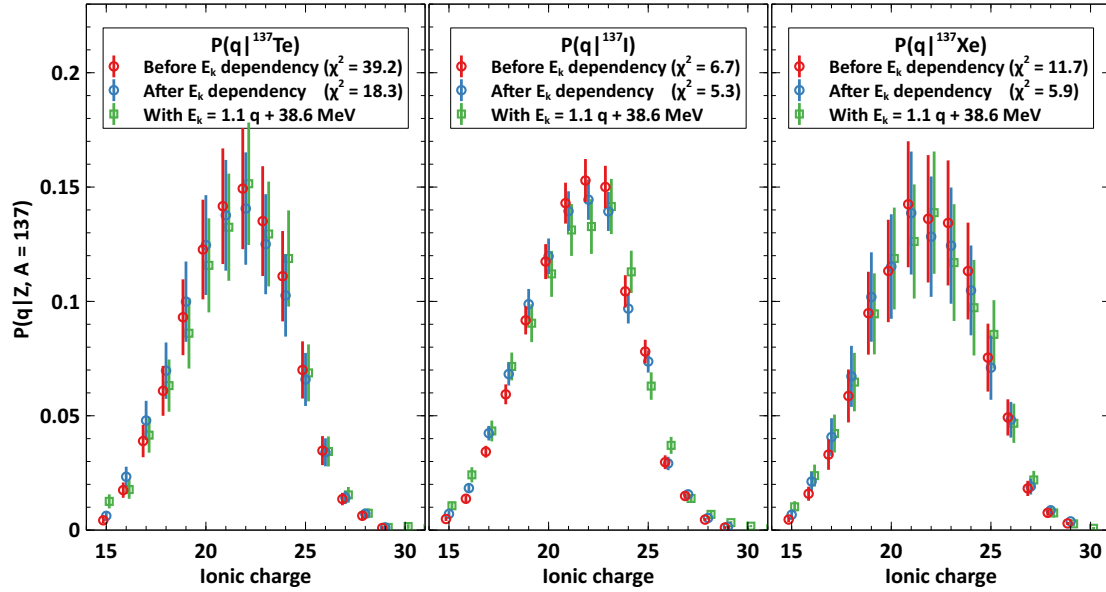 P(q|¹³⁷Te)
Before Eₖ dependency (χ² = 39.2)
After Eₖ dependency (χ² = 18.3)
With Eₖ = 1.1 q + 38.6 MeV
P(q|¹³⁷I)
Before Eₖ dependency (χ² = 6.7)
After Eₖ dependency (χ² = 5.3)
With Eₖ = 1.1 q + 38.6 MeV
P(q|¹³⁷Xe)
Before Eₖ dependency (χ² = 11.7)
After Eₖ dependency (χ² = 5.9)
With Eₖ = 1.1 q + 38.6 MeV
P(q|Z, A = 137)
0.2
0.15
0.1
0.05
0
15 20 25 30
15 20 25 30
15 20 25 30
Ionic charge
Ionic charge
Ionic charge